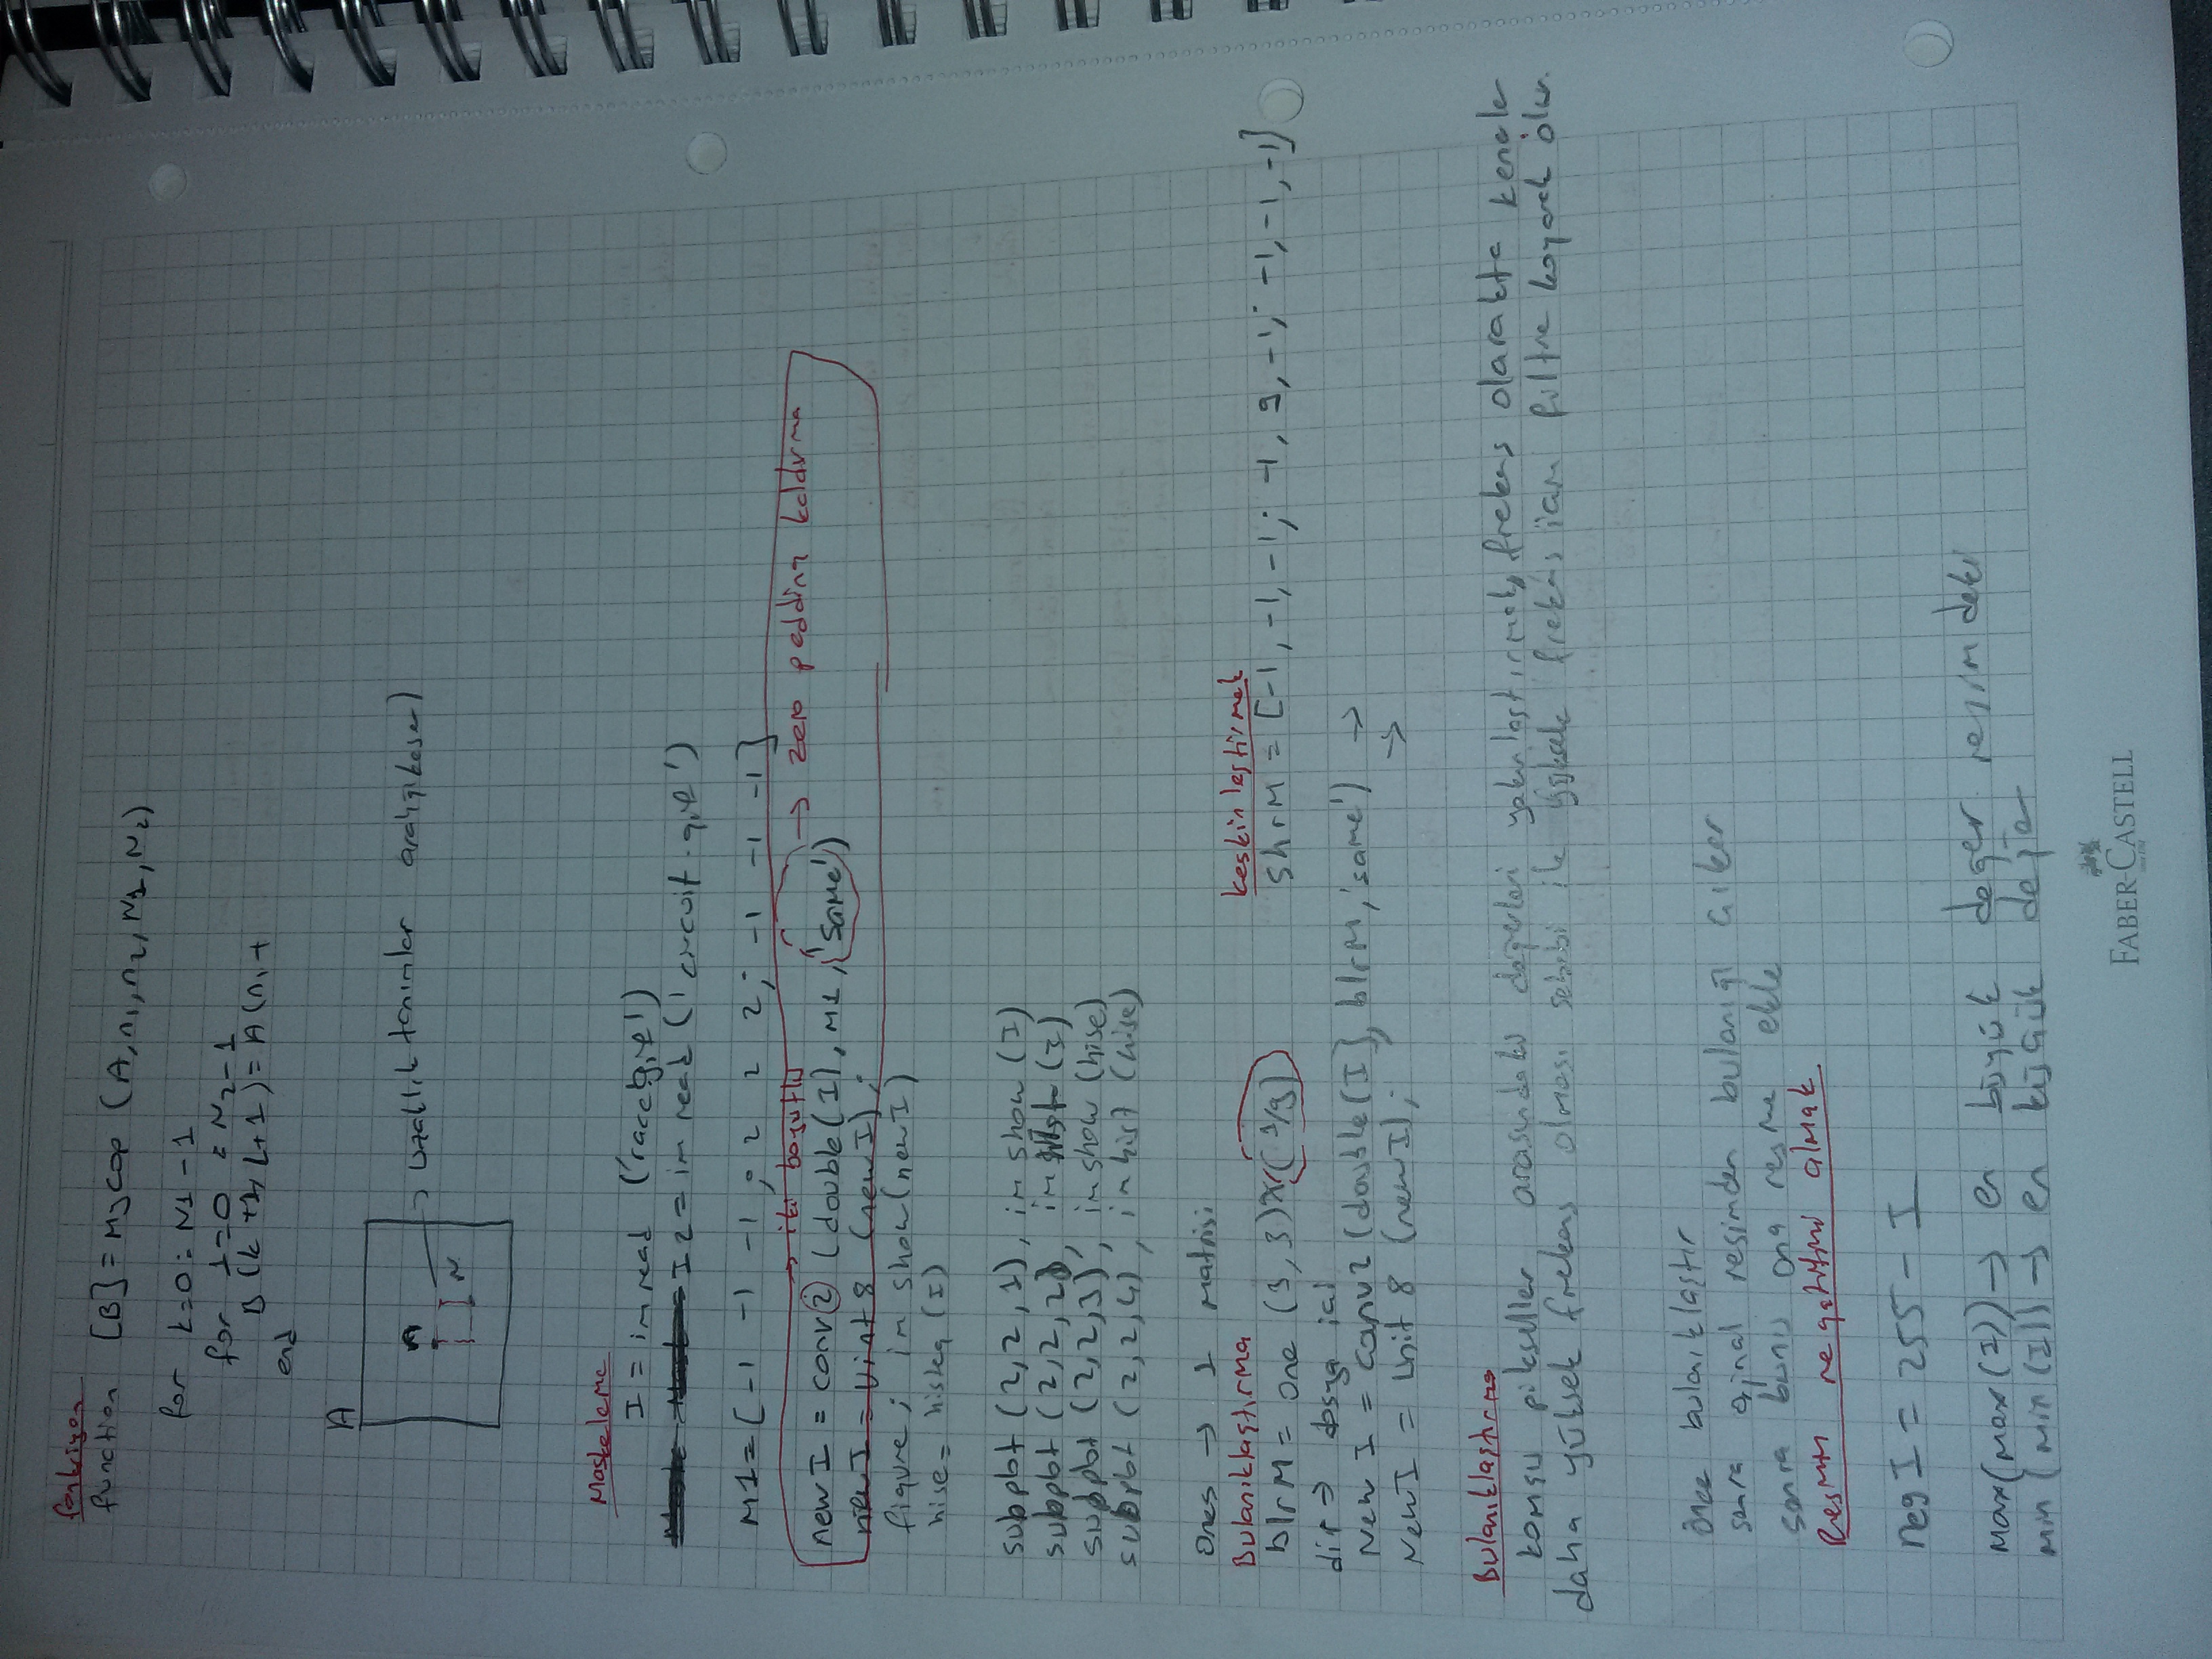 fonksiyon
function [B]=Mycop (A,n1,n2,N1,N2)
for k=0:N1-1
for l=0:N2-1
B(k+1,l+1)=A(n1+
end
A
A
→ uzaklık tanımlar aralığı keser)
N
Maskeleme
I = imread ('race.gif')
I2 = imread ('circuit.gif')
M1=[-1 -1 -1 ; 2 2 2; -1 -1 -1]
→ iki boyutlu
→ zero pedding kaldırma
newI = conv2 (double(I), M1, 'same')
newI = Uint8 (newI);
figure; imshow(newI)
hise= histeq (I)
subplot (2,2,1), imshow (I)
subplot (2,2,2), imhist (I)
subplot (2,2,3), imshow (hise)
subplot (2,2,4), imhist (hise)
Ones → 1 matrisi
Bulanıklaştırma
blrM = one (3,3)*(1/9)
keskinleştirmek
shrM = [-1,-1,-1; -1, 9,-1; -1,-1,-1]
dir → dosya
New I = conv2 (double(I), blrM, 'same') →
NewI = Unit 8 (newI); →
Bulanıklaştırma
komşu pikseller arasındaki değerleri yakınlaştırmak, frekans olarakta kenarlar
daha yüksek frekans olması sebebi ile yüksek frekans için filtre koyarak olur.
önce bulanıklaştır
sonra orjnal resimden bulanığı çıkar
sonra bunu ana resme ekle
Resmin negatifini almak
negI = 255 - I
max(max(I)) → en büyük değer resimdeki
min(min(I)) → en küçük değer
FABER-CASTELL
since 1761